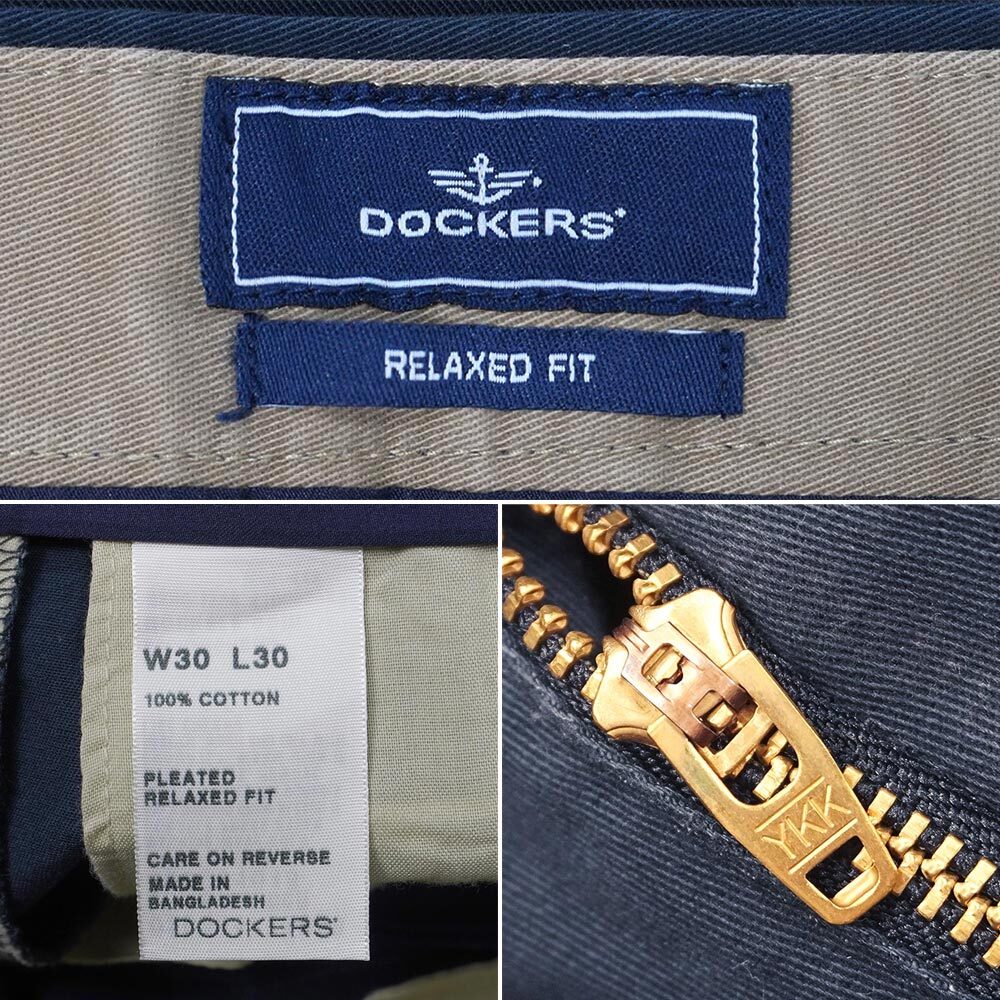 DOCKERS
RELAXED FIT
W30 L30
100% COTTON
PLEATED
RELAXED FIT
CARE ON REVERSE
MADE IN
BANGLADESH
DOCKERS
YKK